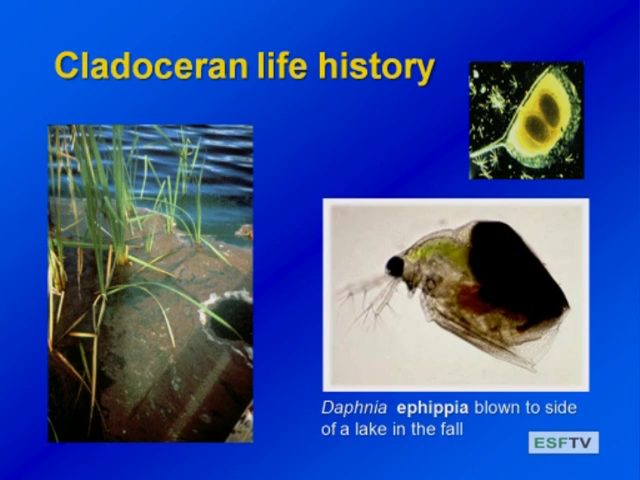 Cladoceran life history
Daphnia ephippia blown to side
of a lake in the fall
ESFTV